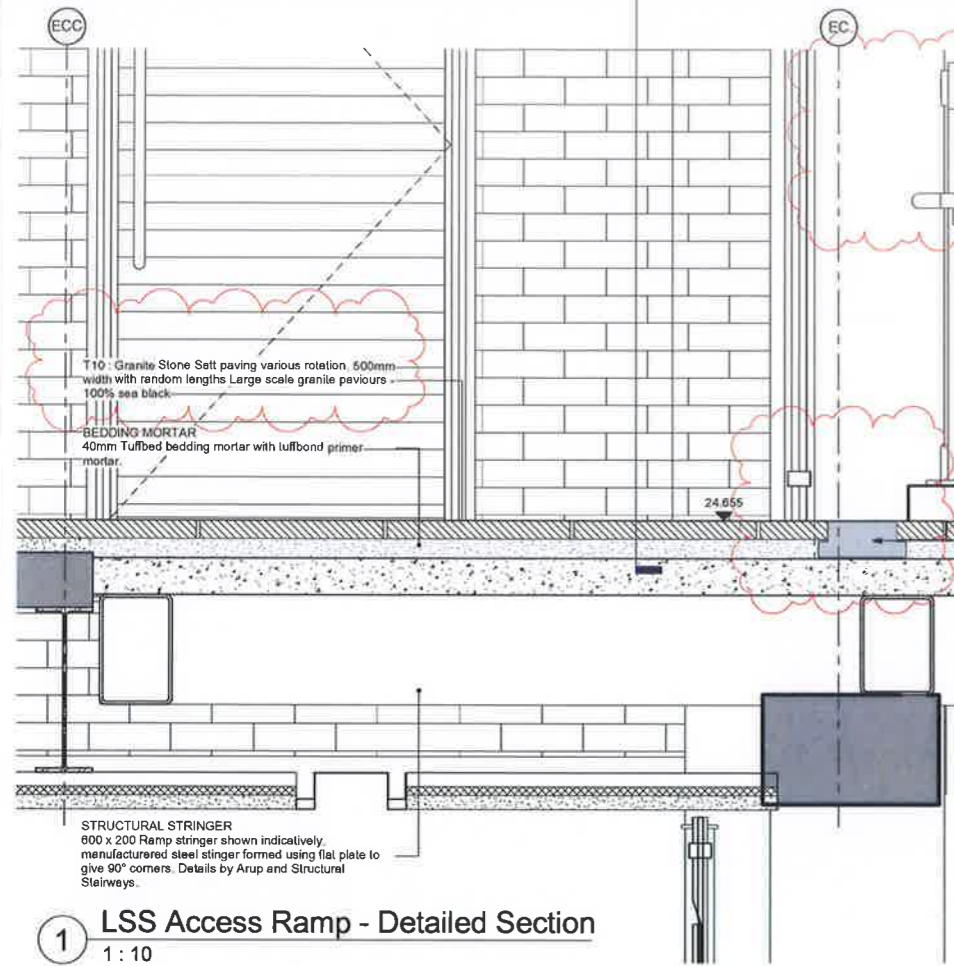 ECC
EC
T10 : Granite Stone Sett paving various rotation. 500mm
width with random lengths Large scale granite paviours -
100% sea black
BEDDING MORTAR
40mm Tuffbed bedding mortar with tuffbond primer
mortar.
24.655
STRUCTURAL STRINGER
600 x 200 Ramp stringer shown indicatively.
manufacturered steel stinger formed using flat plate to
give 90° corners. Details by Arup and Structural
Stairways.
1 LSS Access Ramp - Detailed Section
1 : 10